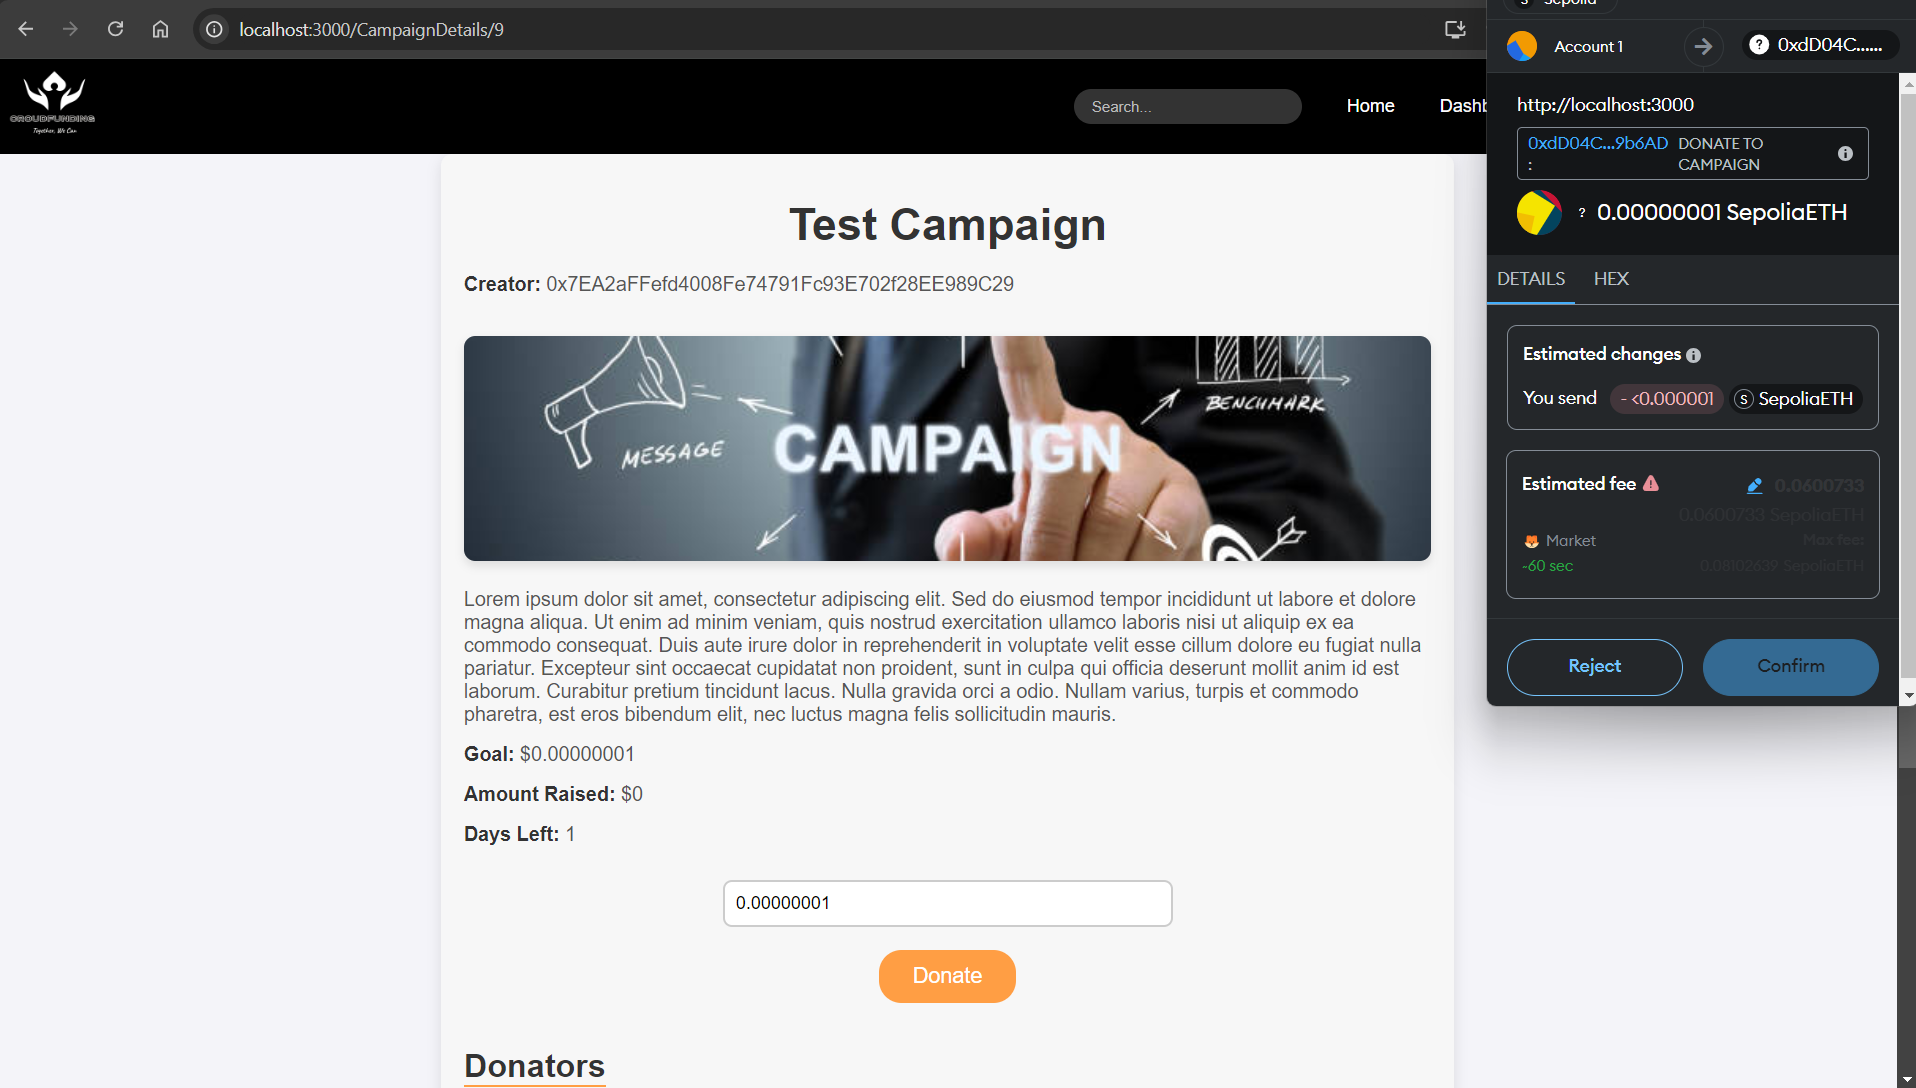 localhost:3000/CampaignDetails/9
CROUDFUNDING
Together, We Can
Search...
Home
Dashb
Test Campaign
Creator: 0x7EA2aFFefd4008Fe74791Fc93E702f28EE989C29
MESSAGE
CAMPAIGN
BENCHMARK
Lorem ipsum dolor sit amet, consectetur adipiscing elit. Sed do eiusmod tempor incididunt ut labore et dolore
magna aliqua. Ut enim ad minim veniam, quis nostrud exercitation ullamco laboris nisi ut aliquip ex ea
commodo consequat. Duis aute irure dolor in reprehenderit in voluptate velit esse cillum dolore eu fugiat nulla
pariatur. Excepteur sint occaecat cupidatat non proident, sunt in culpa qui officia deserunt mollit anim id est
laborum. Curabitur pretium tincidunt lacus. Nulla gravida orci a odio. Nullam varius, turpis et commodo
pharetra, est eros bibendum elit, nec luctus magna felis sollicitudin mauris.
Goal: $0.00000001
Amount Raised: $0
Days Left: 1
0.00000001
Donate
Donators
S Sepolia
Account 1
? 0xdD04C......
http://localhost:3000
0xdD04C...9b6AD DONATE TO
: CAMPAIGN
? 0.00000001 SepoliaETH
DETAILS HEX
Estimated changes
You send - <0.000001 S SepoliaETH
Estimated fee 0.0600733
0.0600733 SepoliaETH
Market Max fee:
~60 sec 0.08102639 SepoliaETH
Reject Confirm